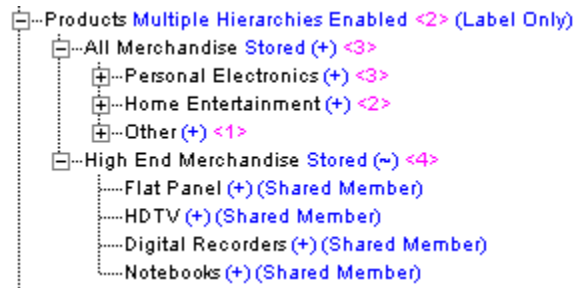 Products Multiple Hierarchies Enabled <2> (Label Only)
All Merchandise Stored (+) <3>
Personal Electronics (+) <3>
Home Entertainment (+) <2>
Other (+) <1>
High End Merchandise Stored (~) <4>
Flat Panel (+) (Shared Member)
HDTV (+) (Shared Member)
Digital Recorders (+) (Shared Member)
Notebooks (+) (Shared Member)